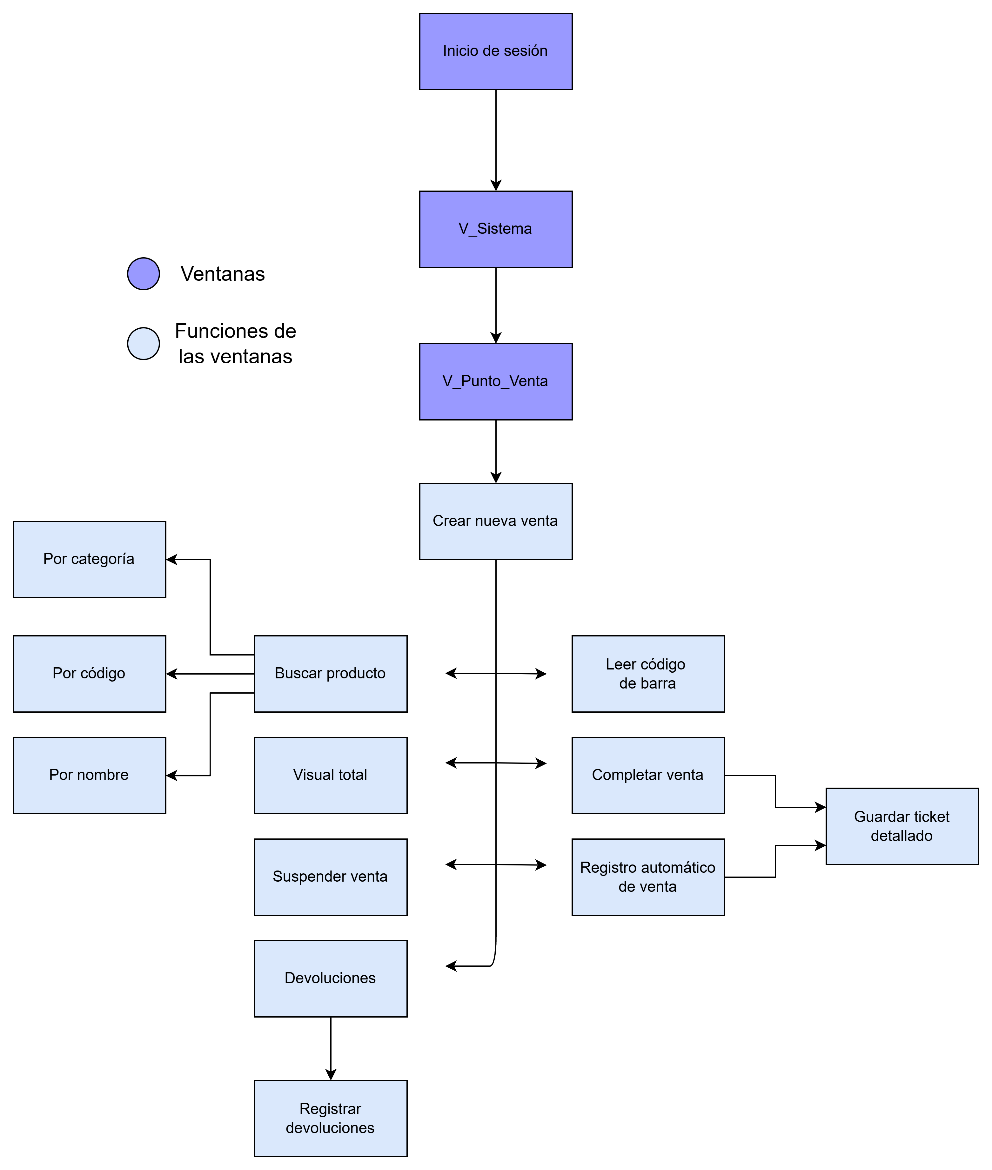 Inicio de sesión
V_Sistema
Ventanas
Funciones de
las ventanas
V_Punto_Venta
Crear nueva venta
Por categoría
Por código
Buscar producto
Leer código
de barra
Por nombre
Visual total
Completar venta
Guardar ticket
detallado
Suspender venta
Registro automático
de venta
Devoluciones
Registrar
devoluciones